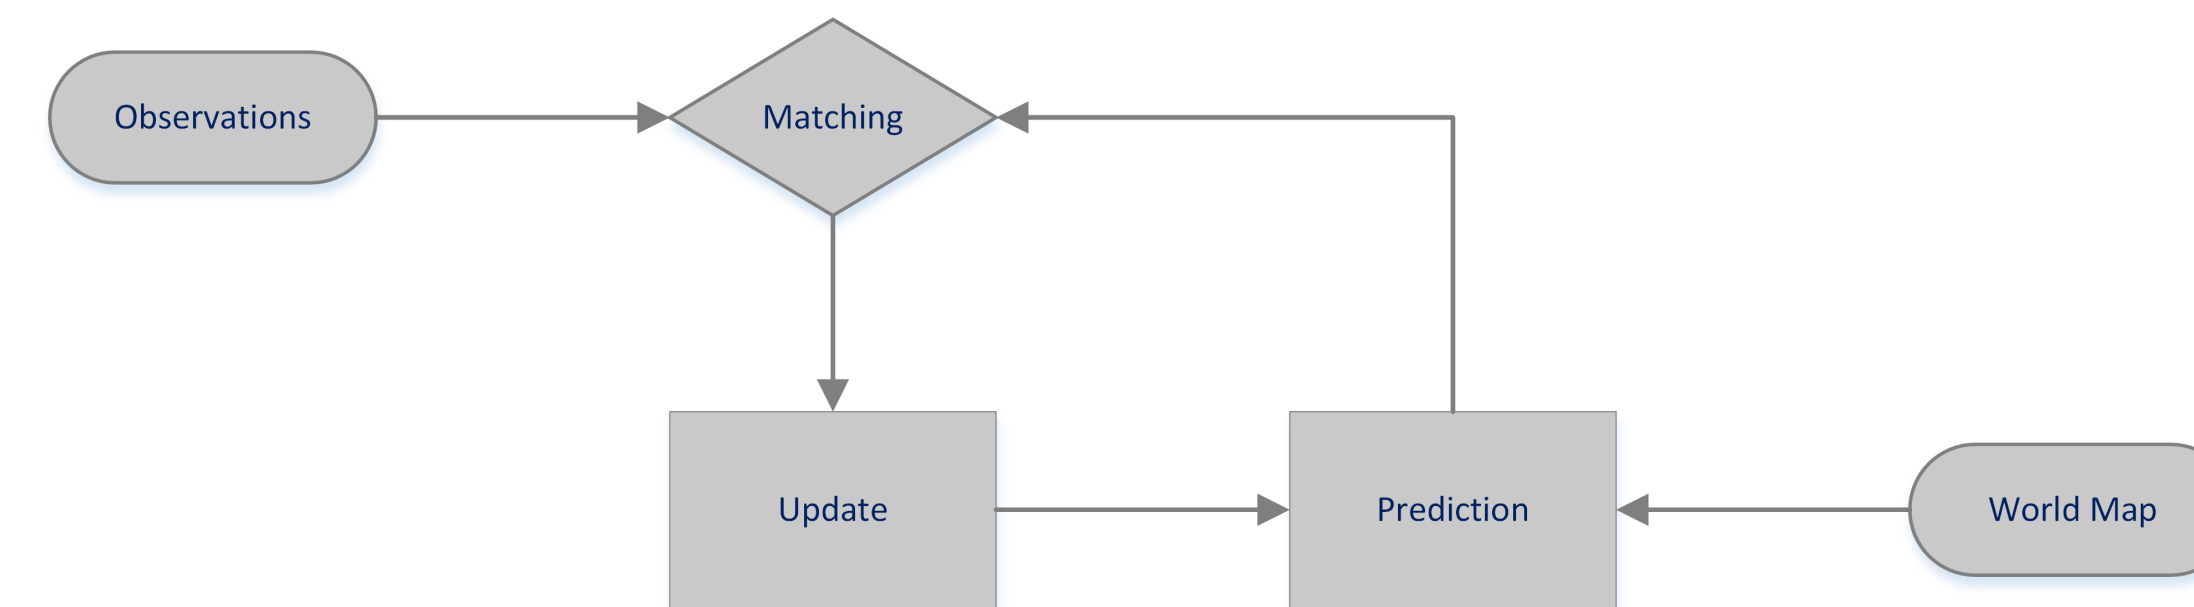 Observations
Matching
Update
Prediction
World Map